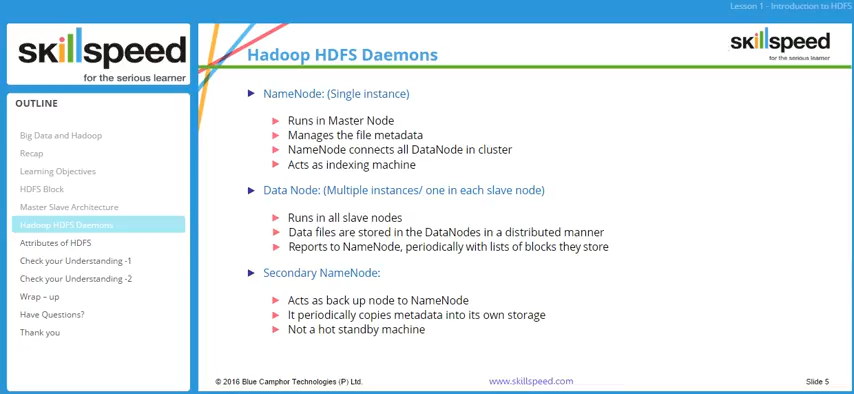 Lesson 1 - Introduction to HDFS
skillspeed
for the serious learner
OUTLINE
Big Data and Hadoop
Recap
Learning Objectives
HDFS Block
Master Slave Architecture
Hadoop HDFS Daemons
Attributes of HDFS
Check your Understanding -1
Check your Understanding -2
Wrap – up
Have Questions?
Thank you
Hadoop HDFS Daemons
skillspeed
for the serious learner
NameNode: (Single instance)
Runs in Master Node
Manages the file metadata
NameNode connects all DataNode in cluster
Acts as indexing machine
Data Node: (Multiple instances/ one in each slave node)
Runs in all slave nodes
Data files are stored in the DataNodes in a distributed manner
Reports to NameNode, periodically with lists of blocks they store
Secondary NameNode:
Acts as back up node to NameNode
It periodically copies metadata into its own storage
Not a hot standby machine
© 2016 Blue Camphor Technologies (P) Ltd.
www.skillspeed.com
Slide 5